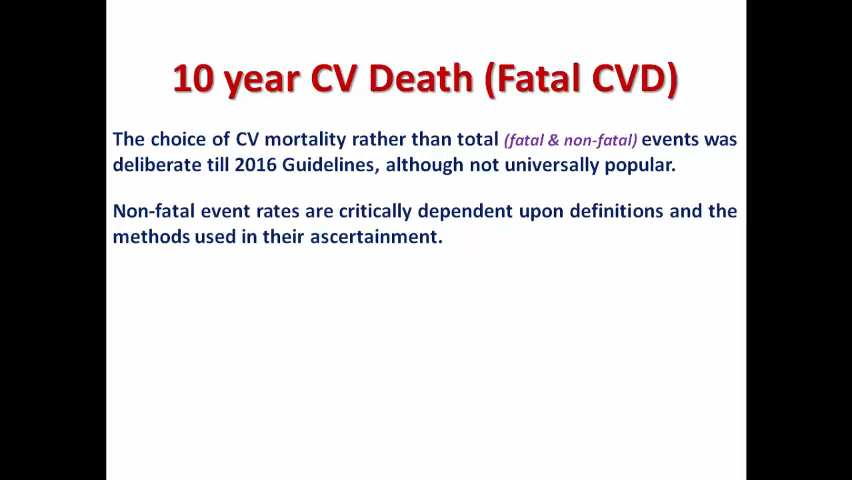 10 year CV Death (Fatal CVD)
The choice of CV mortality rather than total (fatal & non-fatal) events was
deliberate till 2016 Guidelines, although not universally popular.
Non-fatal event rates are critically dependent upon definitions and the
methods used in their ascertainment.